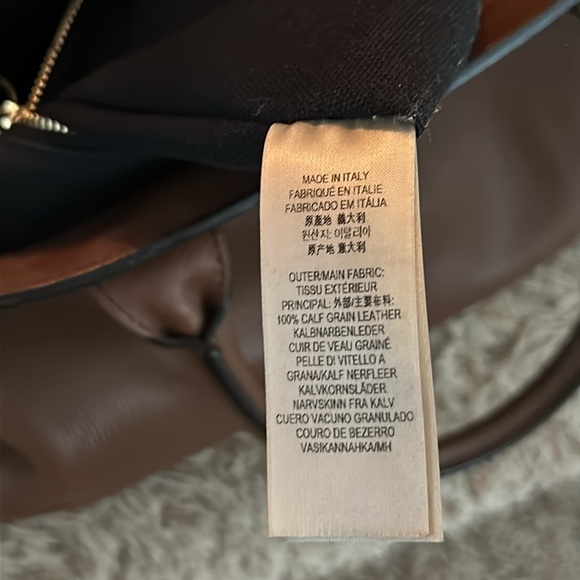 MADE IN ITALY
FABRIQUÉ EN ITALIE
FABRICADO EM ITÁLIA
原產地 義大利
원산지: 이탈리아
原产地 意大利
OUTER/MAIN FABRIC:
TISSU EXTÉRIEUR
PRINCIPAL: 外部/主要布料:
100% CALF GRAIN LEATHER
KALBNARBENLEDER
CUIR DE VEAU GRAINÉ
PELLE DI VITELLO A
GRANA/KALF NERFLEER
KALVKORNSLÄDER
NARVSKINN FRA KALV
CUERO VACUNO GRANULADO
COURO DE BEZERRO
VASIKANNAHKA/MH